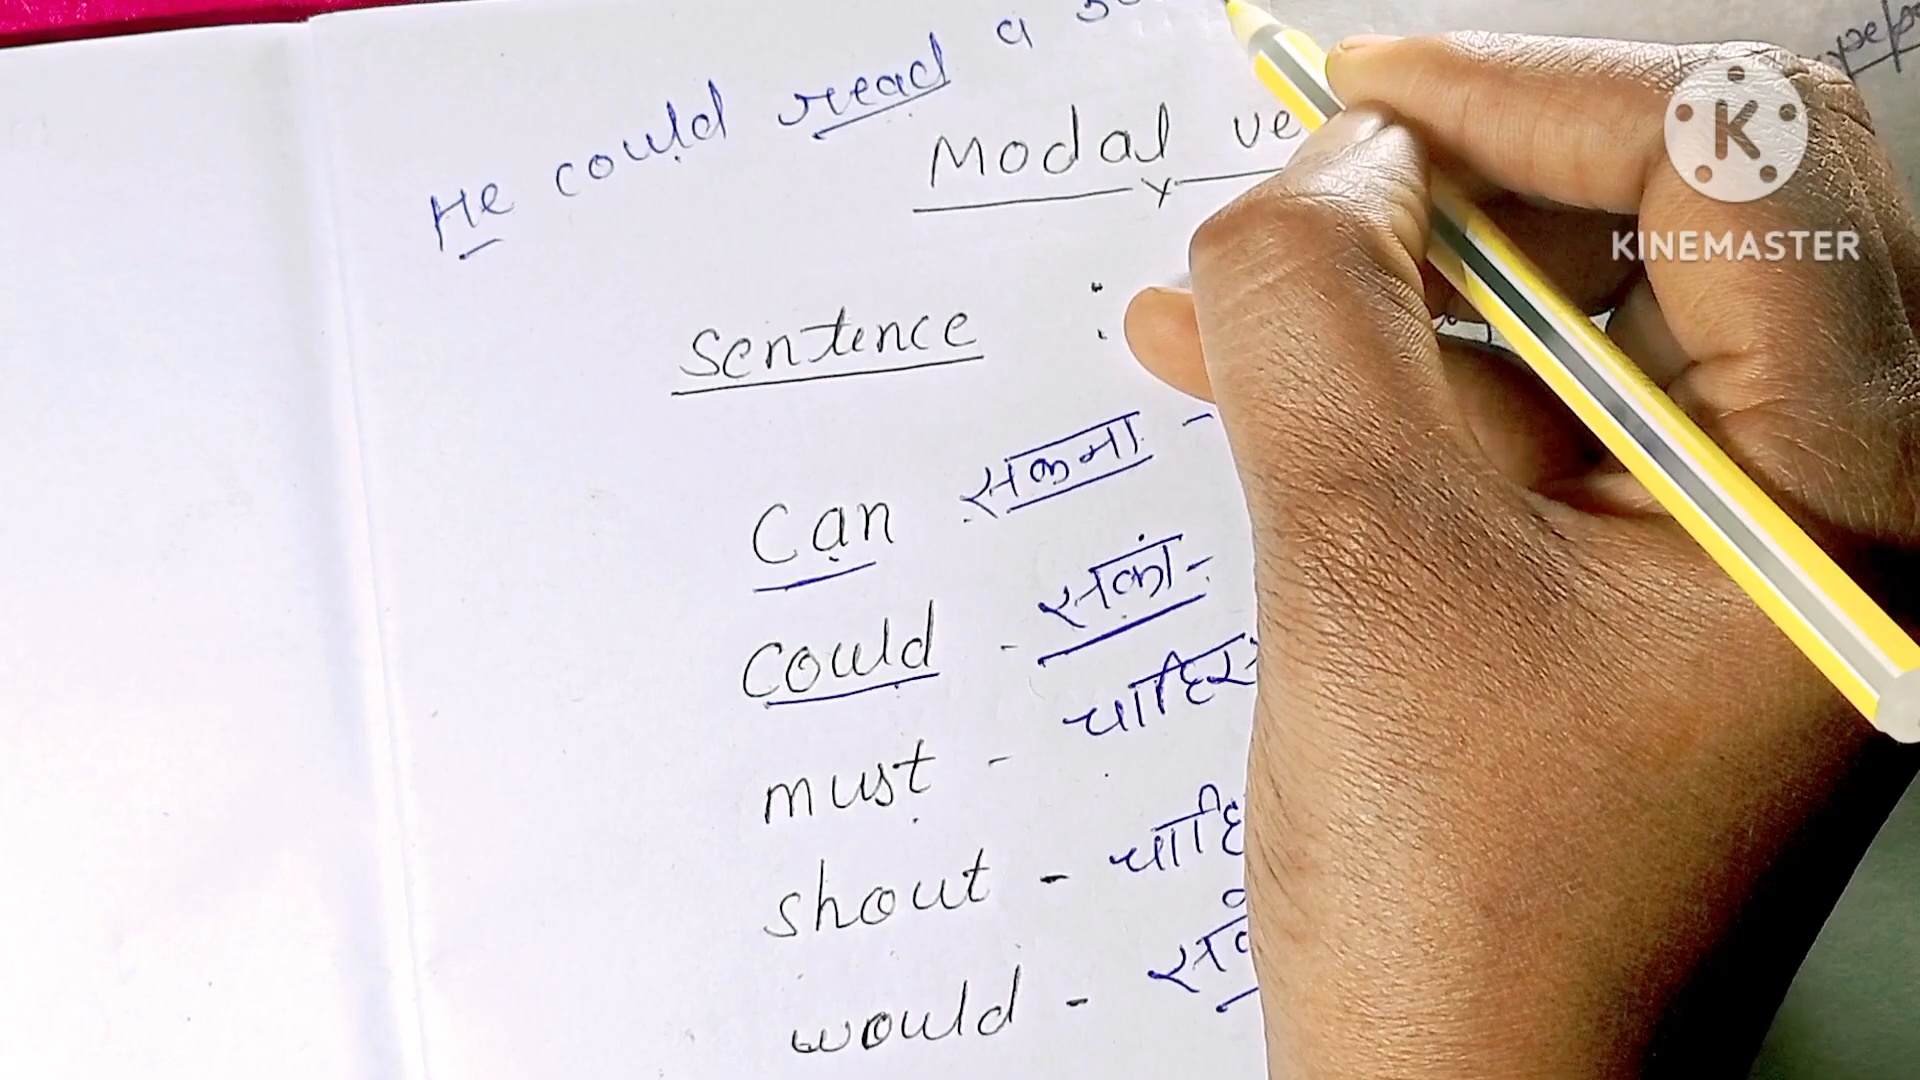 He could read a
Modal ve
Sentence :
Can सकना -
Could - सकां -
must - चाहिए
shout - चाहि
would -
K
KINEMASTER